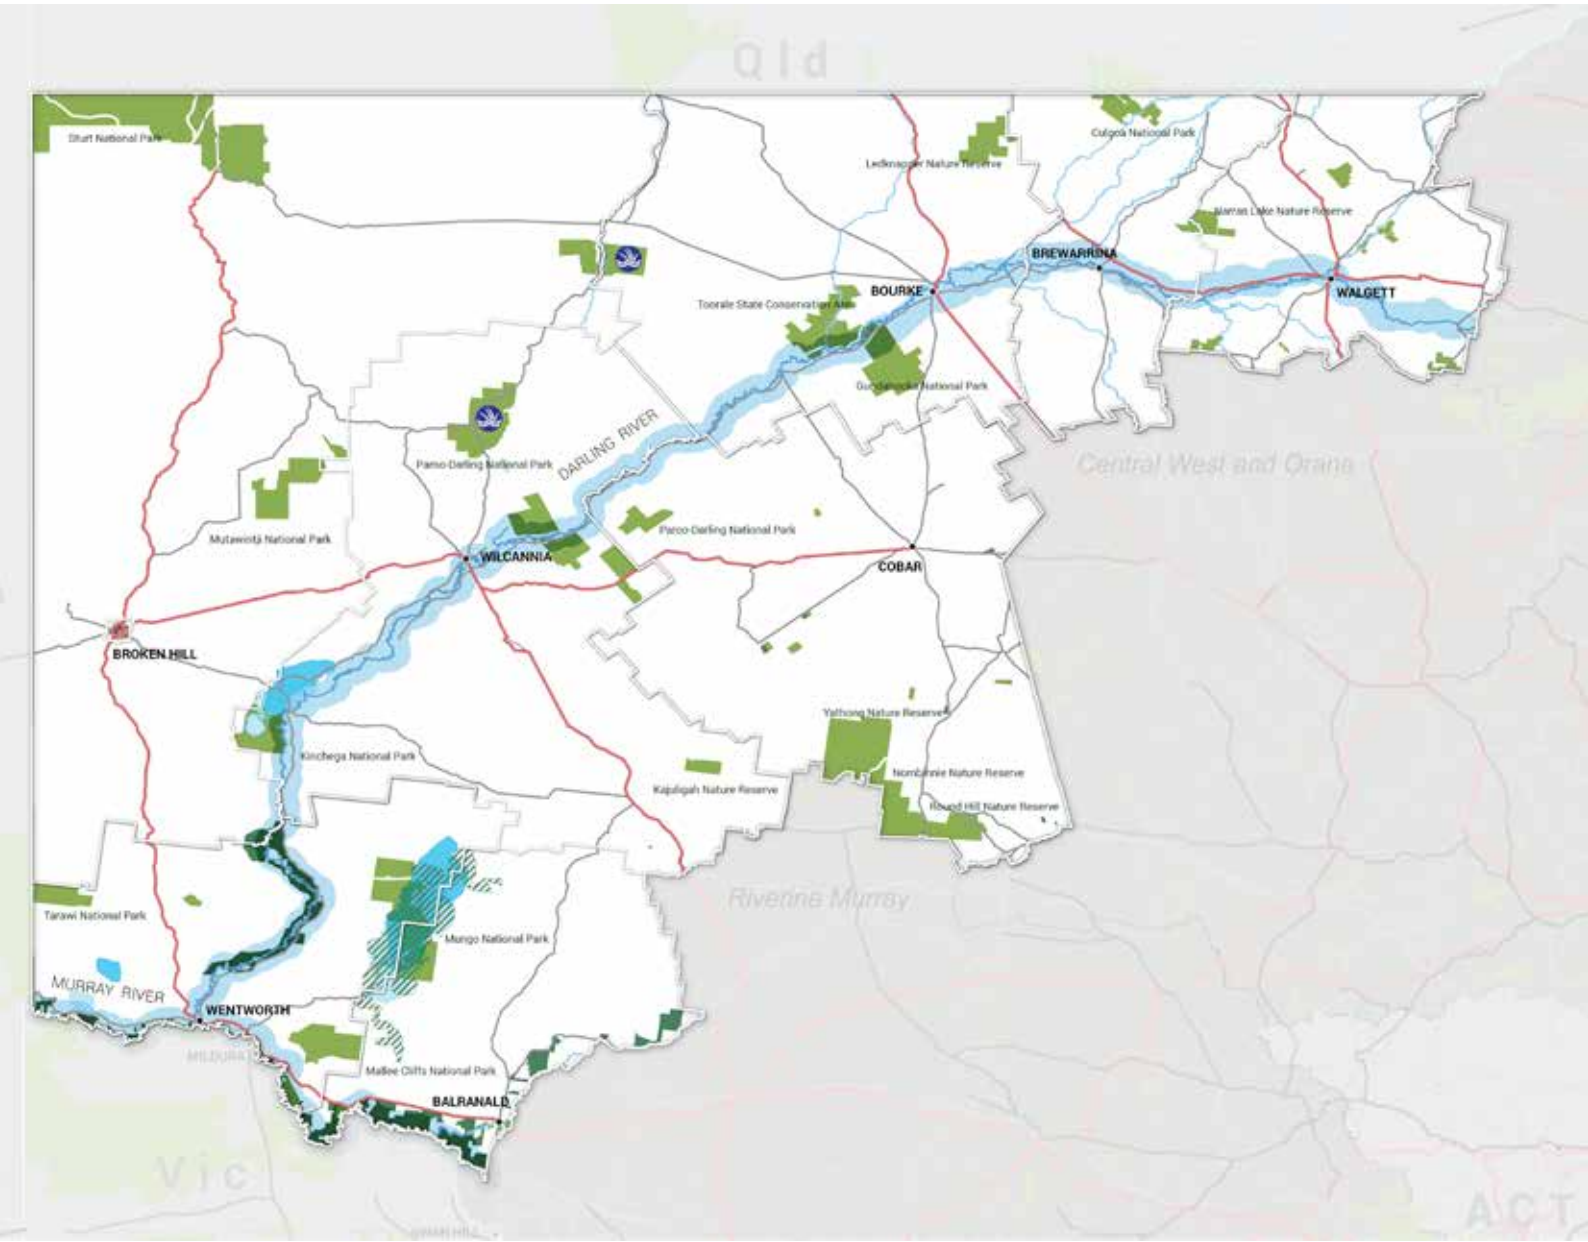 Qld
Sturt National Park
Culgoa National Park
Ledknapper Nature Reserve
Narran Lake Nature Reserve
BREWARRINA
BOURKE
WALGETT
Toorale State Conservation Area
Gundabooka National Park
DARLING RIVER
Paroo-Darling National Park
Central West and Orana
Paroo-Darling National Park
Mutawintji National Park
WILCANNIA
COBAR
BROKEN HILL
Yathong Nature Reserve
Kinchega National Park
Nombinnie Nature Reserve
Kajuligah Nature Reserve
Round Hill Nature Reserve
Riverina Murray
Tarawi National Park
Mungo National Park
MURRAY RIVER
WENTWORTH
MILDURA
Mallee Cliffs National Park
BALRANALD
Vic
ACT
SWAN HILL